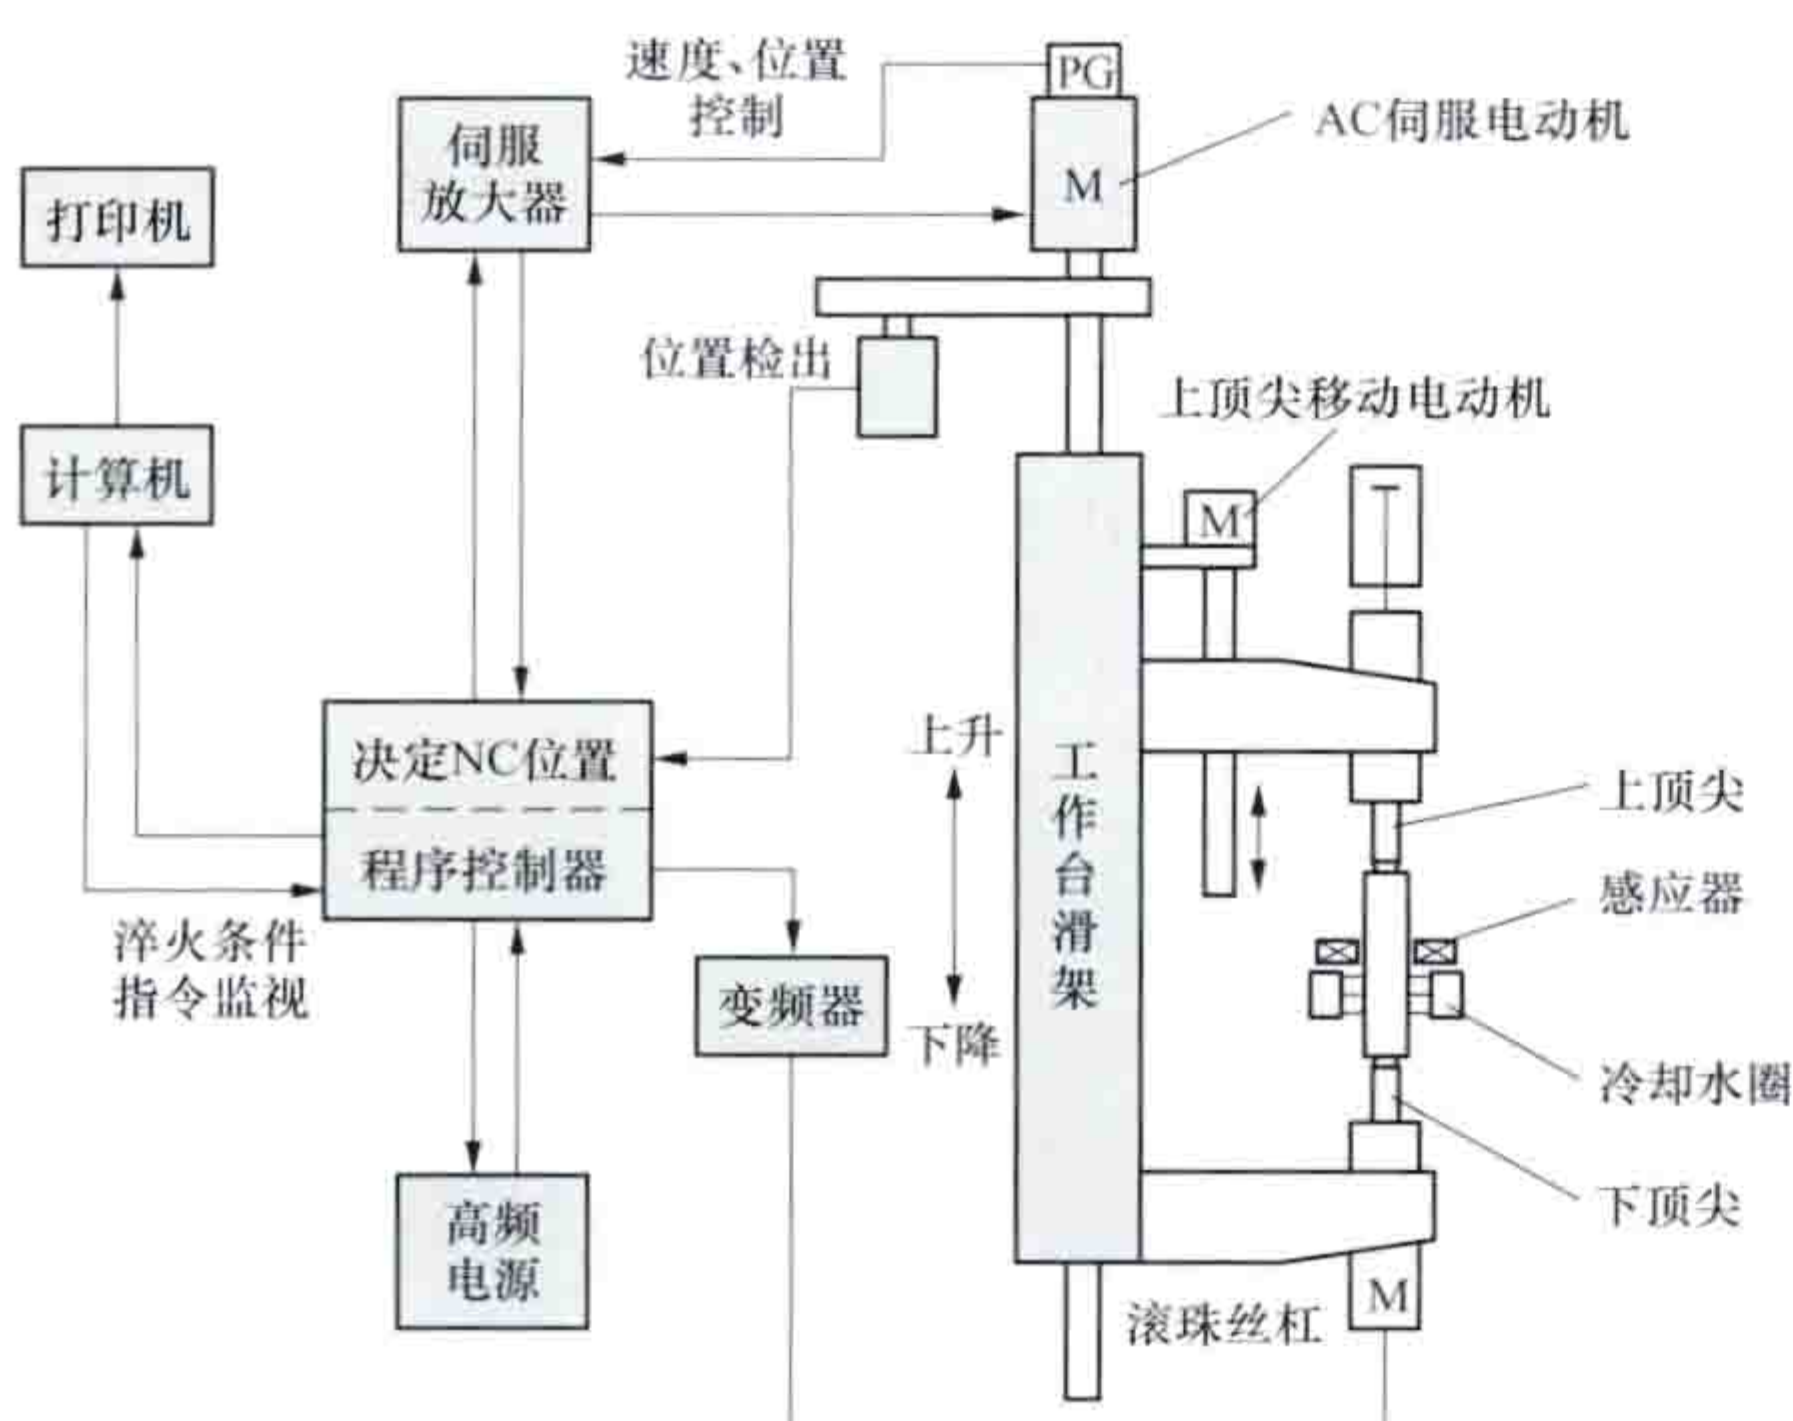 速度、位置
控制
PG
AC伺服电动机
伺服
放大器
M
打印机
位置检出
上顶尖移动电动机
计算机
M
决定NC位置
程序控制器
上升
下降
工作台滑架
上顶尖
感应器
淬火条件
指令监视
变频器
冷却水圈
下顶尖
高频
电源
M
滚珠丝杠